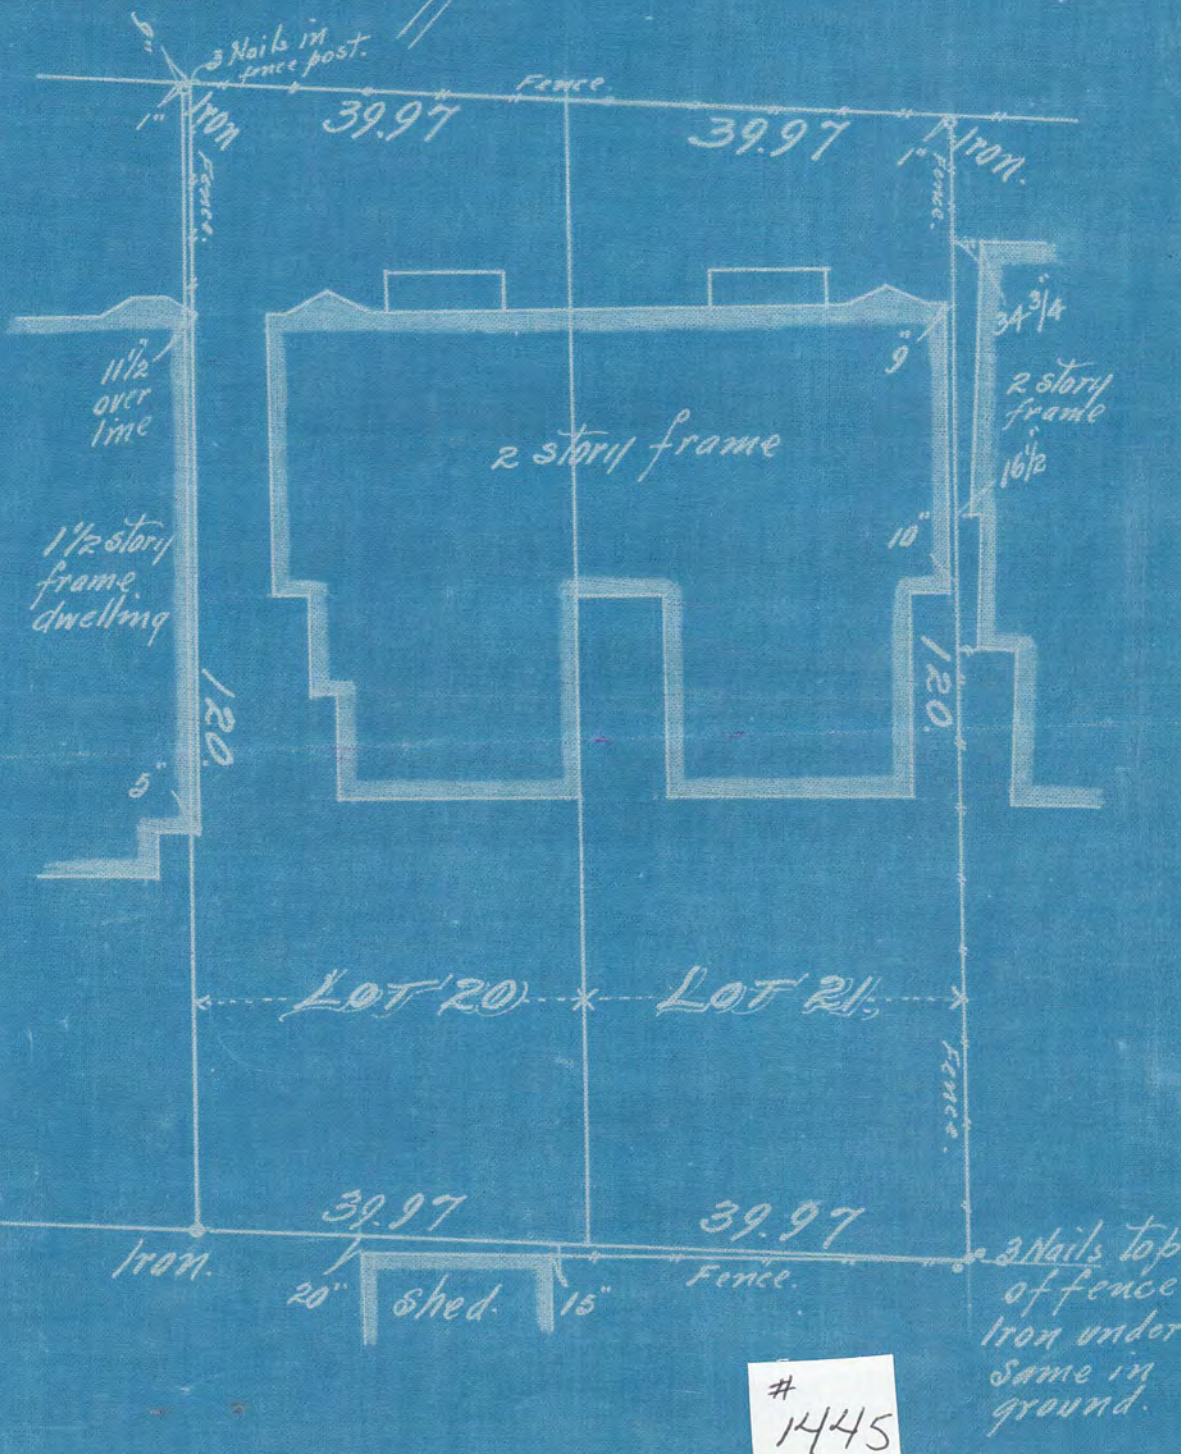 9"
3 Nails in
fence post.
Fence.
1"
Iron
39.97
39.97
1"
Iron.
Fence.
Fence.
34 3/4"
11 1/2"
over
line
9"
2 story
frame
2 story frame
16 1/2"
10"
1 1/2 story
frame.
dwelling
120.
120.
5"
LOT 20
LOT 21.
Fence.
39.97
39.97
Iron.
20"
shed.
15"
Fence.
3 Nails top
of fence
Iron under
same in
ground.
#
1445